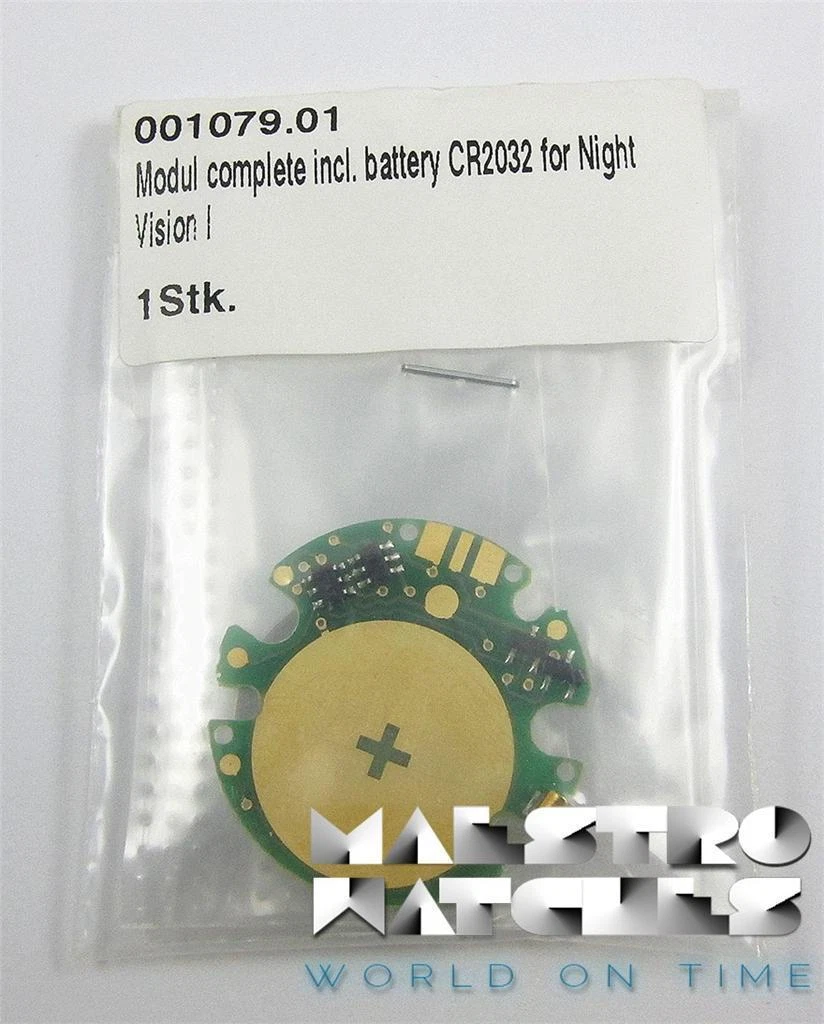 001079.01
Modul complete incl. battery CR2032 for Night
Vision I
1Stk.
MAESTRO
WATCHES
WORLD ON TIME